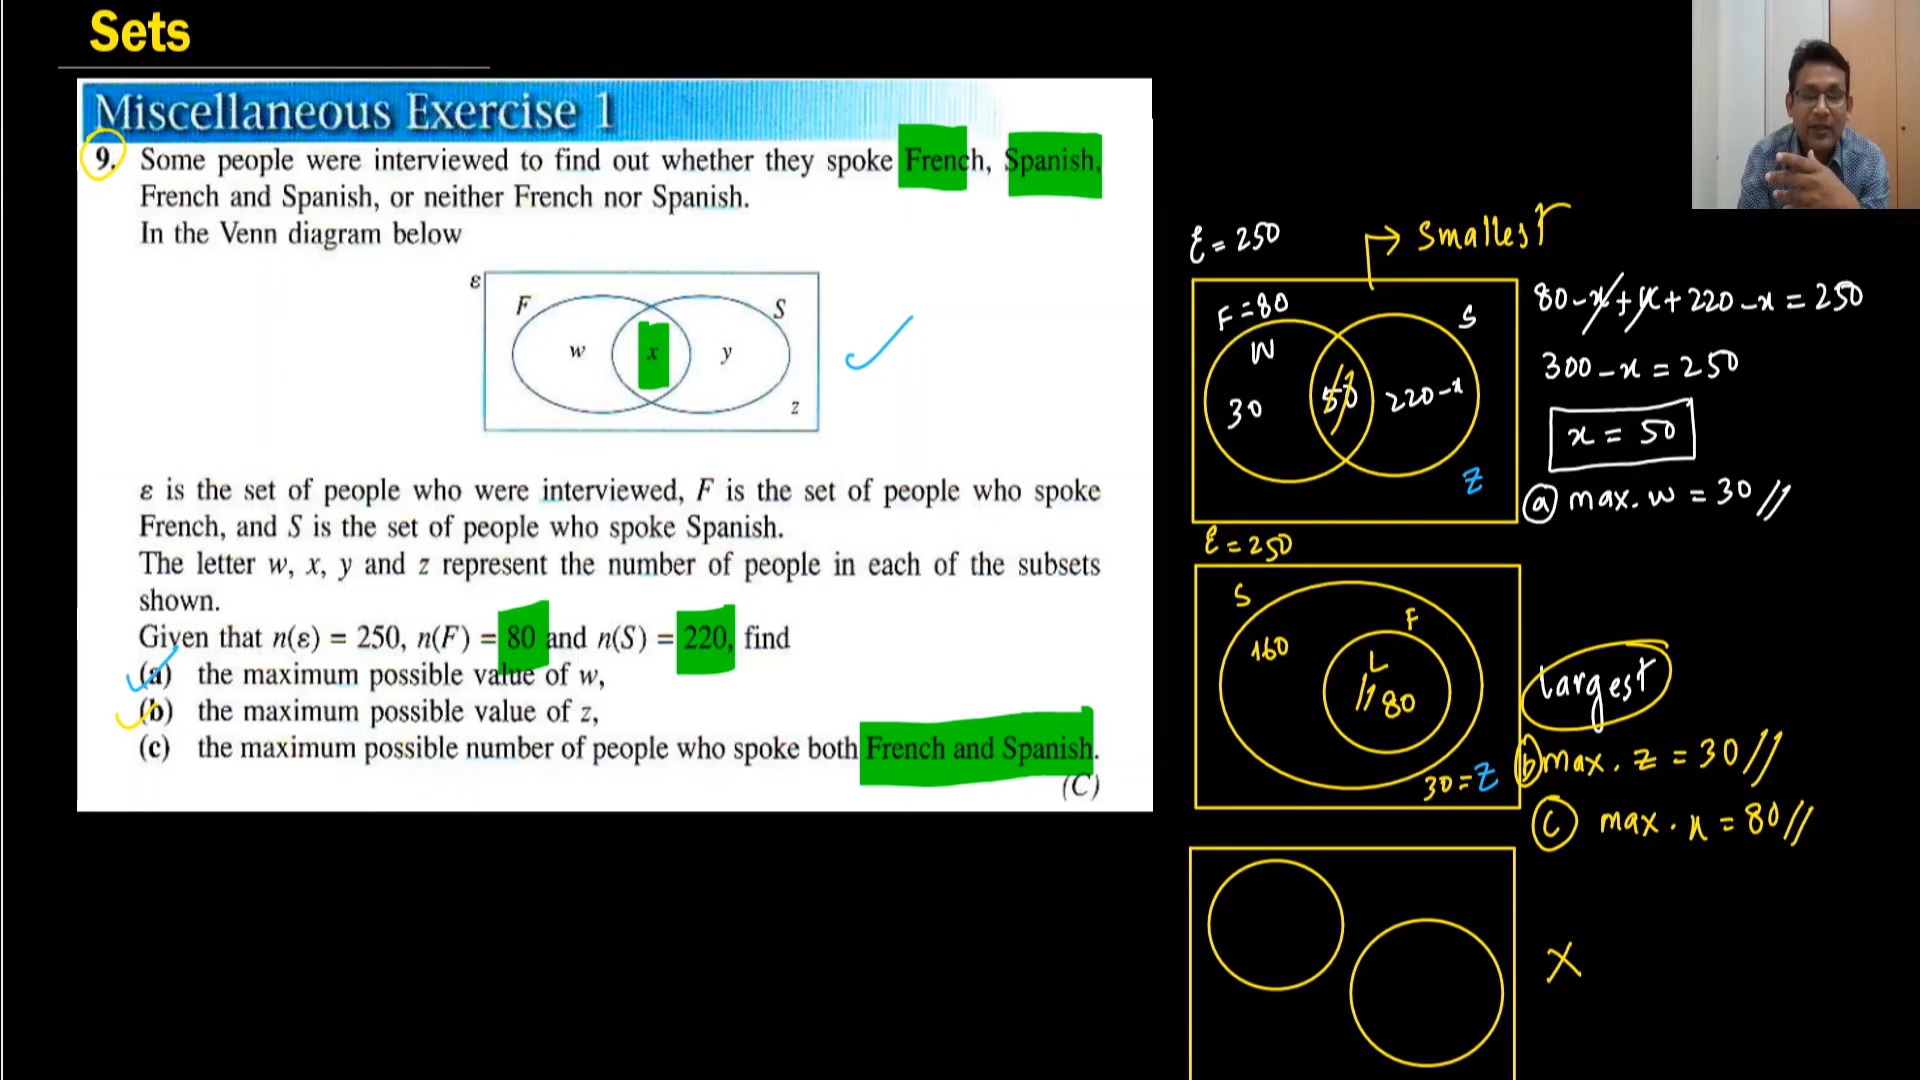 Sets
Miscellaneous Exercise 1
9. Some people were interviewed to find out whether they spoke French, Spanish,
French and Spanish, or neither French nor Spanish.
In the Venn diagram below
ε
F
S
w
x
y
z
ε is the set of people who were interviewed, F is the set of people who spoke
French, and S is the set of people who spoke Spanish.
The letter w, x, y and z represent the number of people in each of the subsets
shown.
Given that n(ε) = 250, n(F) = 80 and n(S) = 220, find
(a) the maximum possible value of w,
(b) the maximum possible value of z,
(c) the maximum possible number of people who spoke both French and Spanish.
(C)
ε = 250
Smallest
F = 80
S
W
30
50
220-x
Z
80-x+x+220-x = 250
300-x = 250
x = 50
(a) max. w = 30 //
ε = 250
S
F
160
80
30 = Z
largest
(b) max. z = 30 //
(c) max. x = 80 //
X